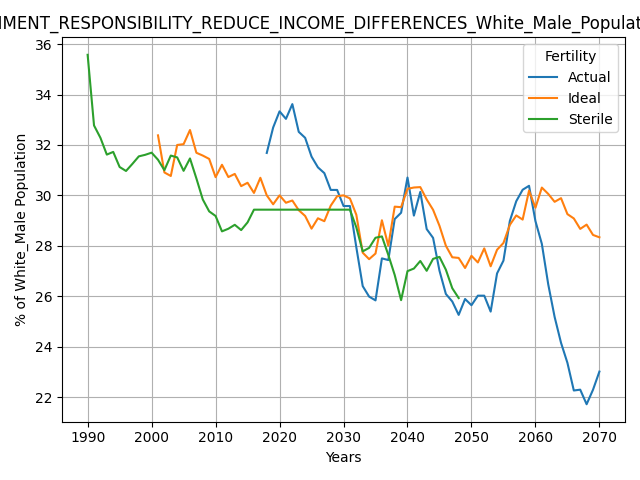 NMENT_RESPONSIBILITY_REDUCE_INCOME_DIFFERENCES_White_Male_Populat
Fertility
Actual
Ideal
Sterile
% of White_Male Population
36
34
32
30
28
26
24
22
1990 2000 2010 2020 2030 2040 2050 2060 2070
Years